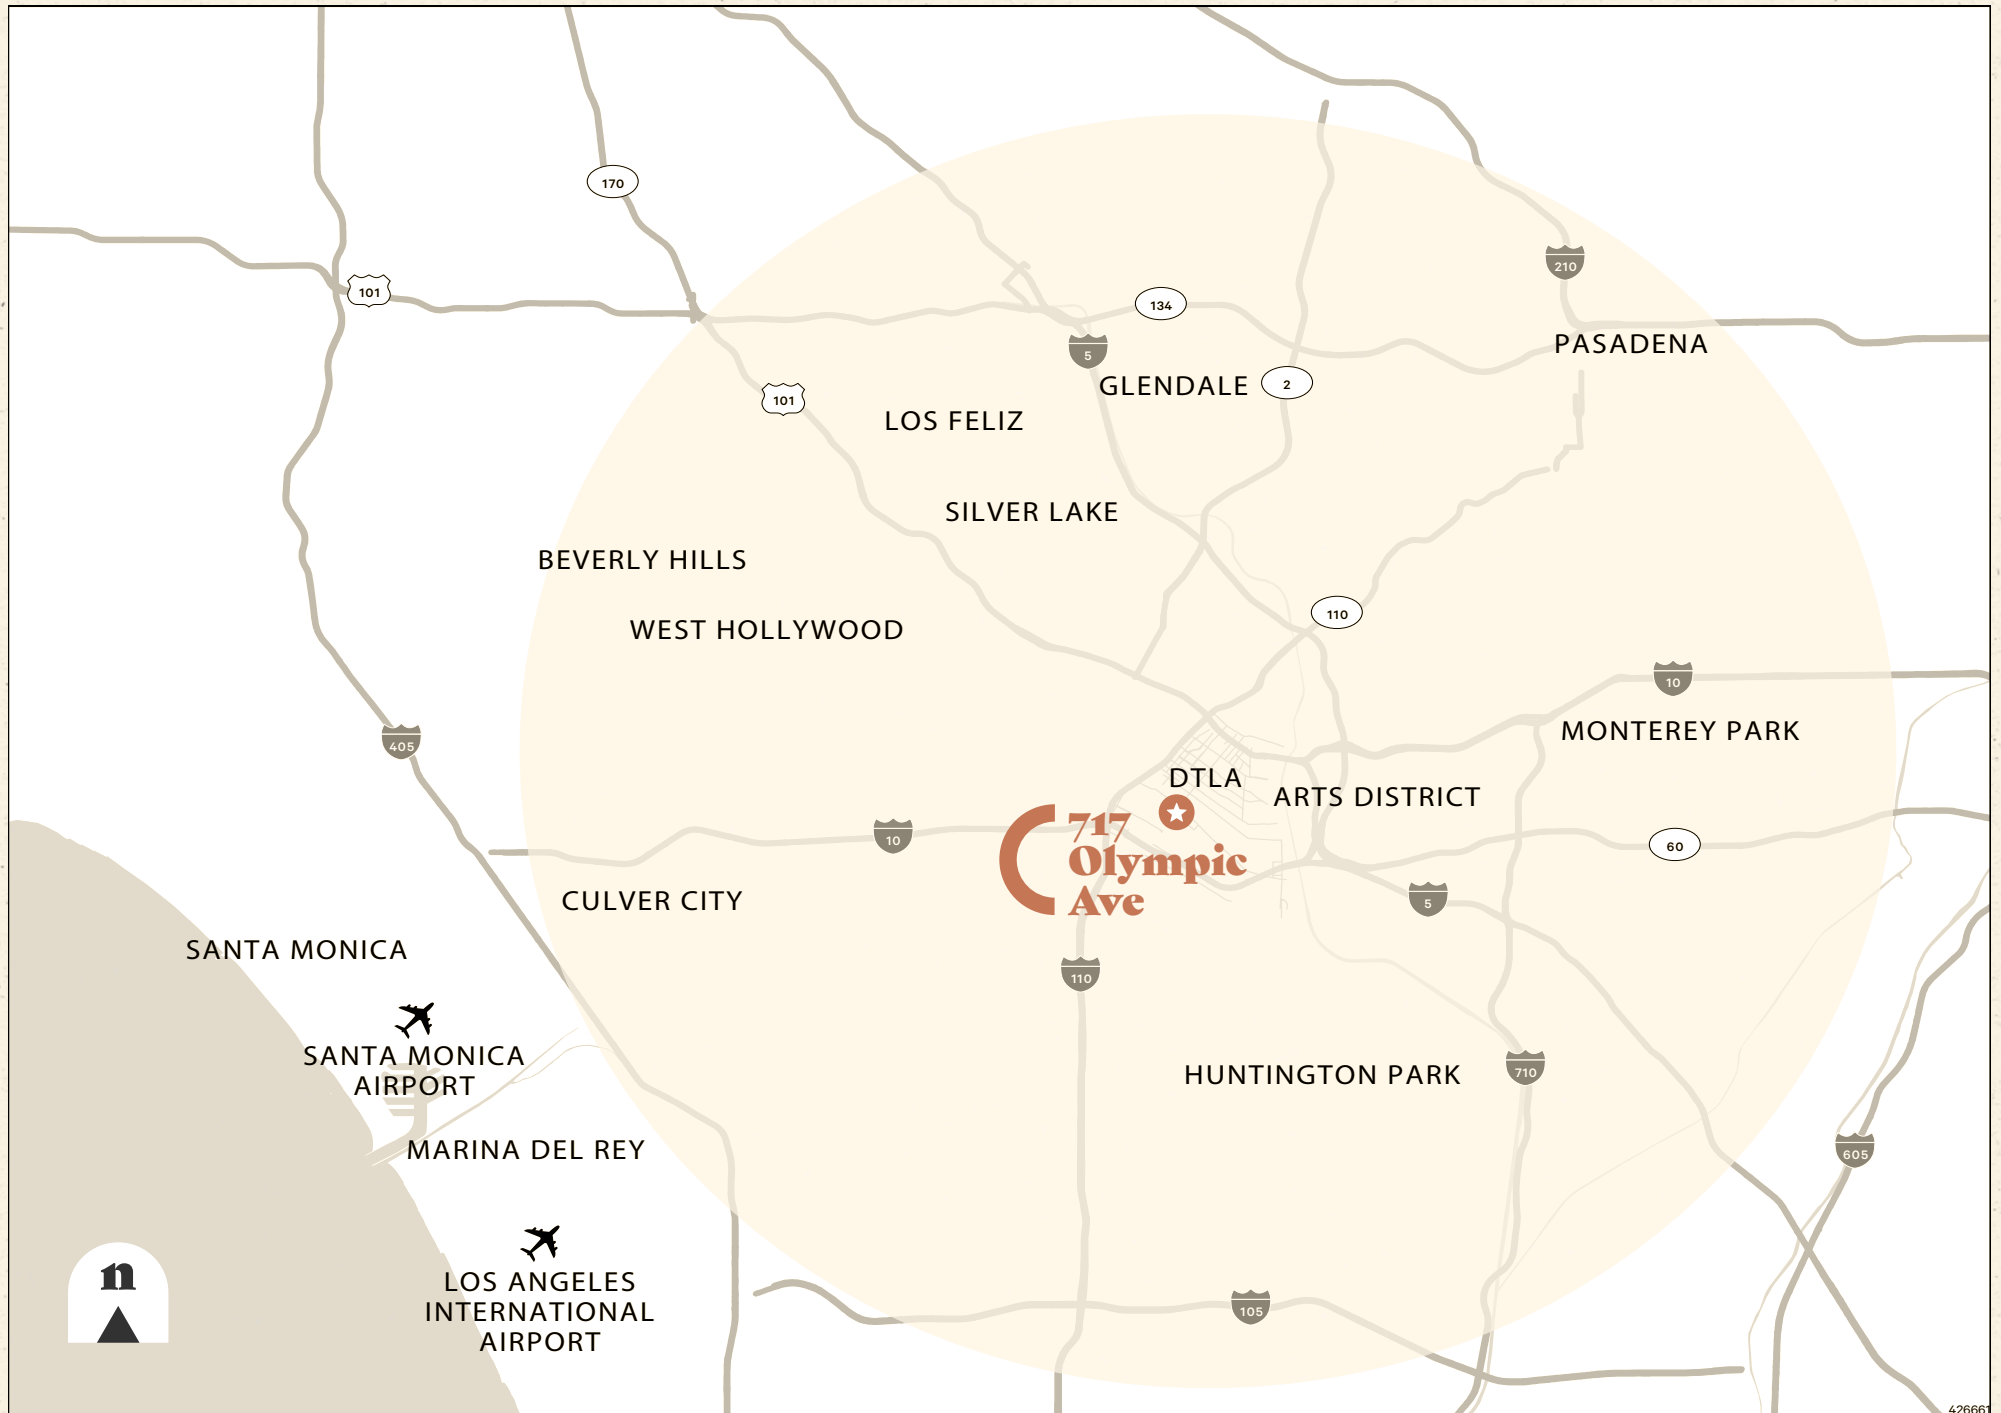 170
101
210
134
5
PASADENA
GLENDALE
2
101
LOS FELIZ
SILVER LAKE
BEVERLY HILLS
110
WEST HOLLYWOOD
10
MONTEREY PARK
405
DTLA
ARTS DISTRICT
717
Olympic
Ave
10
60
CULVER CITY
5
SANTA MONICA
110
SANTA MONICA
AIRPORT
HUNTINGTON PARK
710
MARINA DEL REY
605
n
LOS ANGELES
INTERNATIONAL
AIRPORT
105
426661